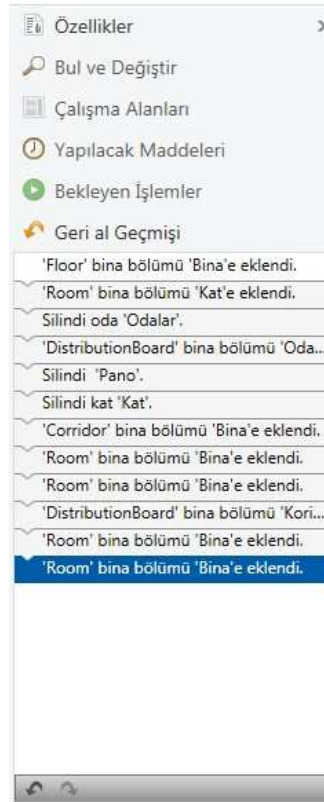 Özellikler
Bul ve Değiştir
Çalışma Alanları
Yapılacak Maddeleri
Bekleyen İşlemler
Geri al Geçmişi
'Floor' bina bölümü 'Bina'e eklendi.
'Room' bina bölümü 'Kat'e eklendi.
Silindi oda 'Odalar'.
'DistributionBoard' bina bölümü 'Oda...
Silindi 'Pano'.
Silindi kat 'Kat'.
'Corridor' bina bölümü 'Bina'e eklendi.
'Room' bina bölümü 'Bina'e eklendi.
'Room' bina bölümü 'Bina'e eklendi.
'DistributionBoard' bina bölümü 'Kori...
'Room' bina bölümü 'Bina'e eklendi.
'Room' bina bölümü 'Bina'e eklendi.